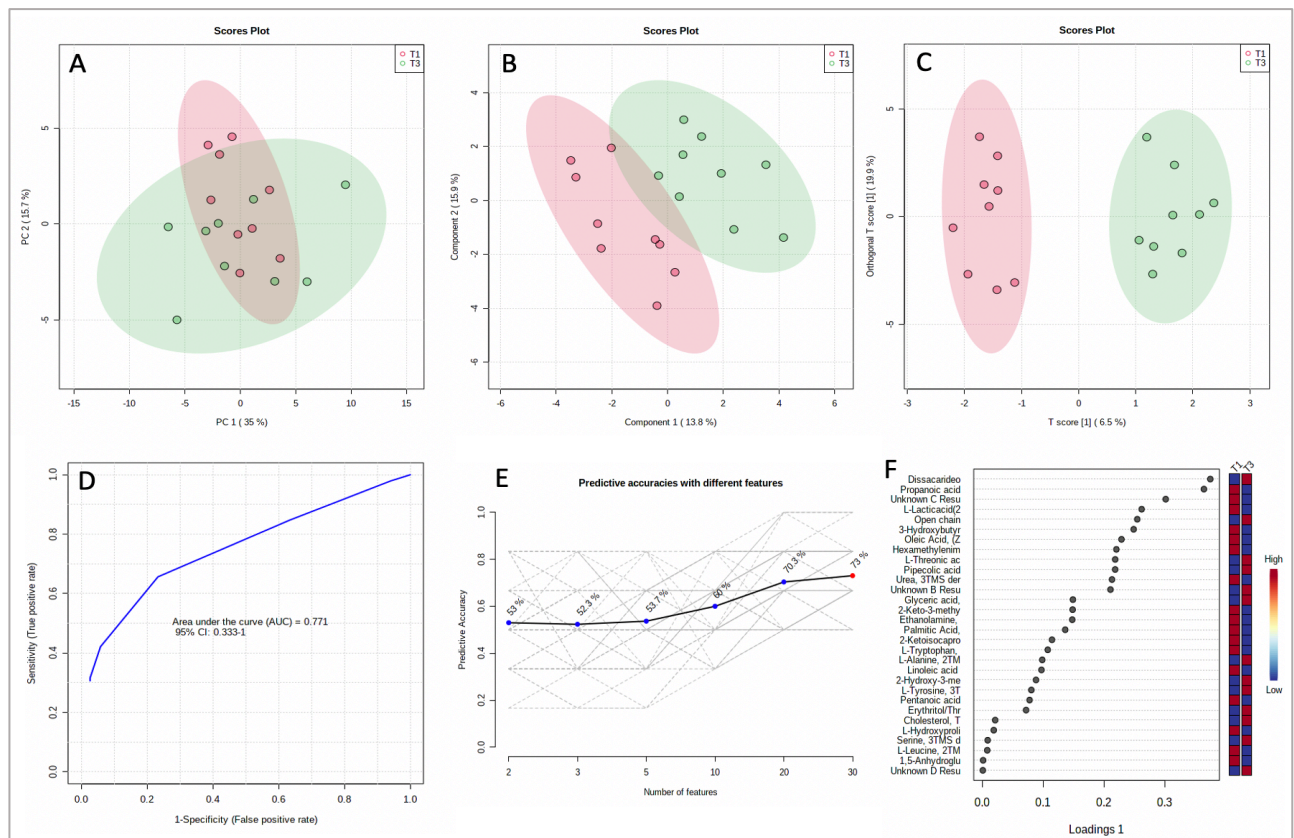 Scores Plot
A
T1
T3
PC 2 ( 15.7 %)
5
0
-5
-15
-10
-5
0
5
10
15
PC 1 ( 35 %)
Scores Plot
B
T1
T3
Component 2 ( 15.9 %)
4
2
0
-2
-4
-6
-6
-4
-2
0
2
4
6
Component 1 ( 13.8 %)
Scores Plot
C
T1
T3
Orthogonal T score [1] ( 19.9 %)
5
0
-5
-3
-2
-1
0
1
2
3
T score [1] ( 6.5 %)
D
Sensitivity (True positive rate)
1.0
0.8
0.6
0.4
0.2
0.0
Area under the curve (AUC) = 0.771
95% CI: 0.333-1
0.0
0.2
0.4
0.6
0.8
1.0
1-Specificity (False positive rate)
E
Predictive accuracies with different features
Predictive Accuracy
1.0
0.8
0.6
0.4
0.2
0.0
53 %
52.3 %
53.7 %
60 %
70.3 %
73 %
2
3
5
10
20
30
Number of features
F
T1
T3
Dissacarideo
Propanoic acid
Unknown C Resu
L-Lacticacid(2
Open chain
3-Hydroxybutyr
Oleic Acid, (Z
Hexamethylenim
L-Threonic ac
Pipecolic acid
Urea, 3TMS der
Unknown B Resu
Glyceric acid,
2-Keto-3-methy
Ethanolamine,
Palmitic Acid,
2-Ketoisocapro
L-Tryptophan,
L-Alanine, 2TM
Linoleic acid
2-Hydroxy-3-me
L-Tyrosine, 3T
Pentanoic acid
Erythritol/Thr
Cholesterol, T
L-Hydroxyproli
Serine, 3TMS d
L-Leucine, 2TM
1,5-Anhydroglu
Unknown D Resu
High
Low
0.0
0.1
0.2
0.3
Loadings 1